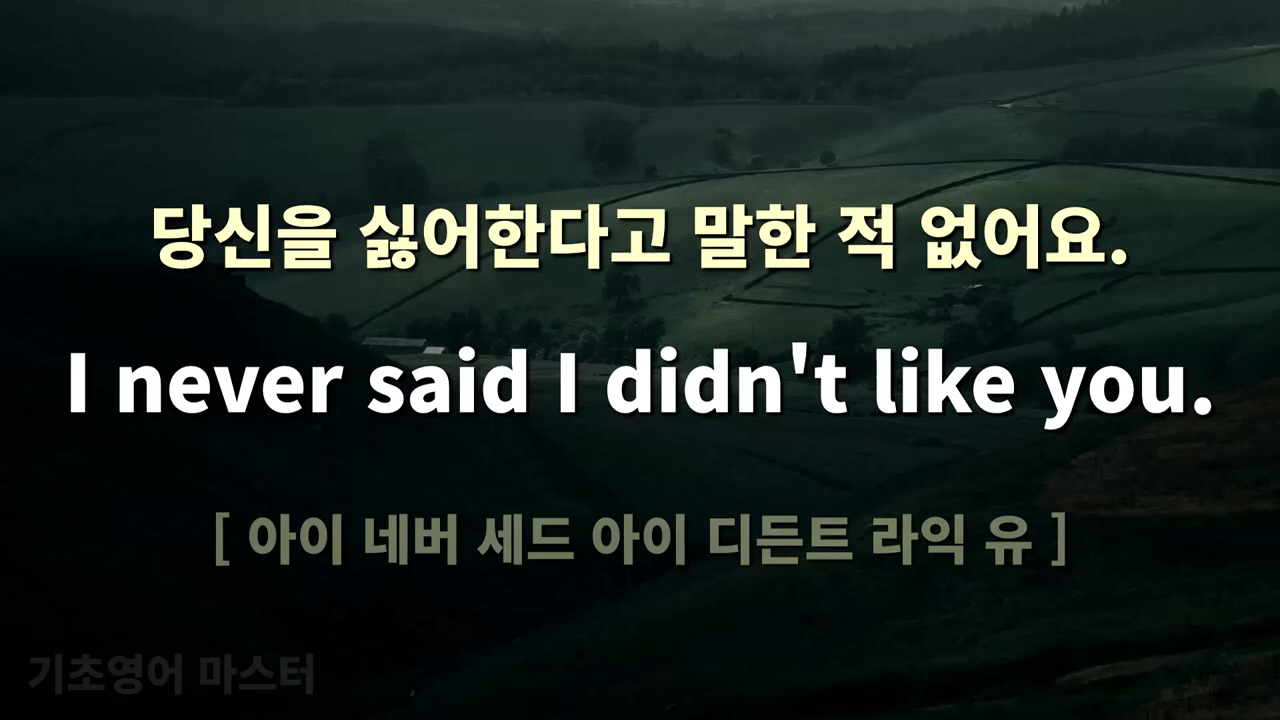 당신을 싫어한다고 말한 적 없어요.
I never said I didn't like you.
[ 아이 네버 세드 아이 디든트 라익 유 ]
기초영어 마스터